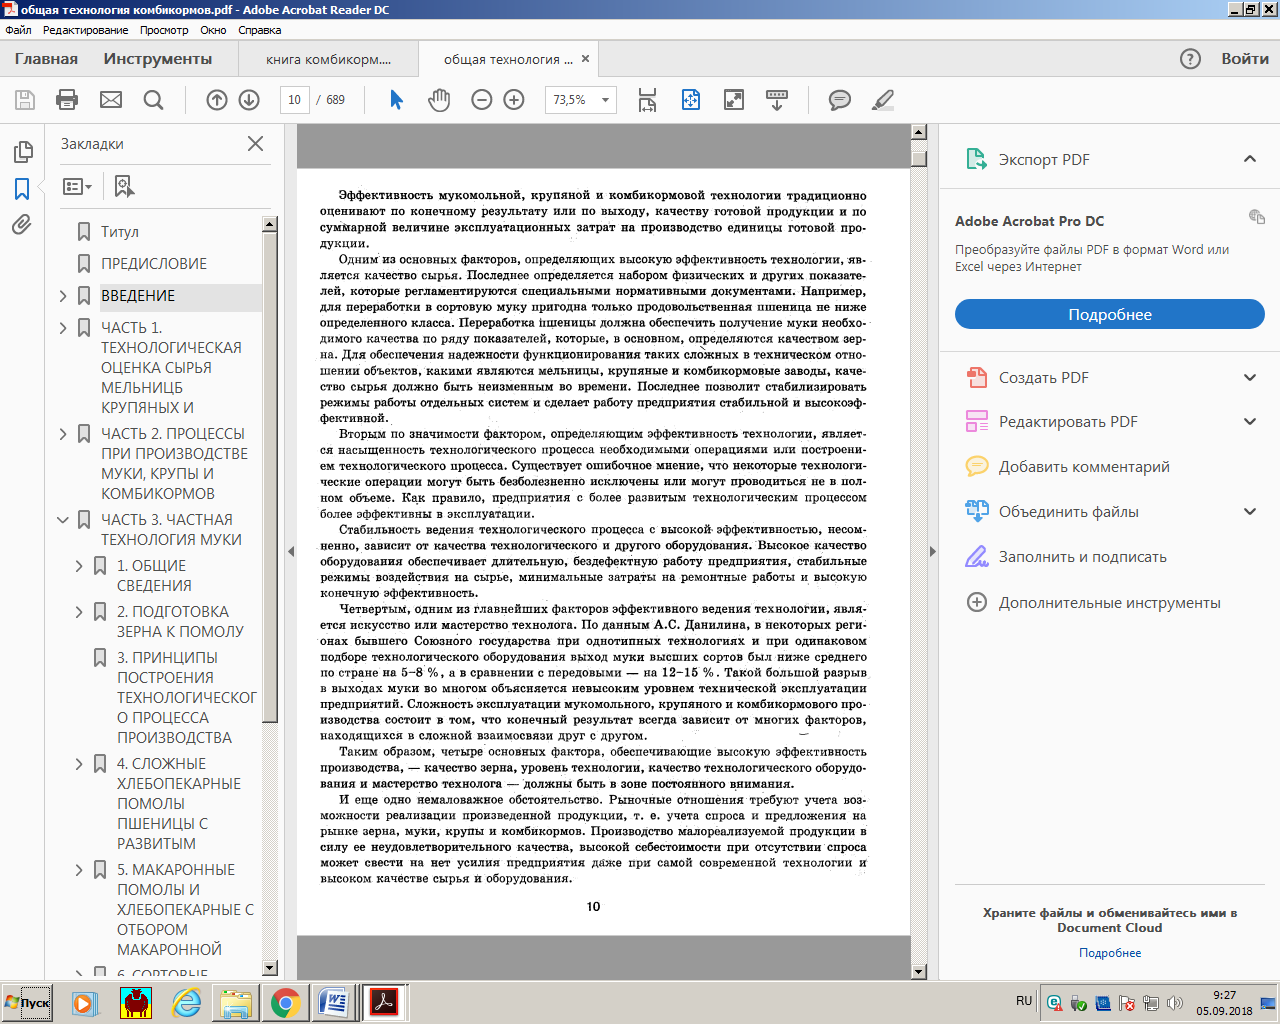 общая технология комбикормов.pdf - Adobe Acrobat Reader DC
Файл Редактирование Просмотр Окно Справка
Главная Инструменты книга комбикорм.... общая технология ... Войти
10 / 689 73,5%
Закладки
Титул
ПРЕДИСЛОВИЕ
ВВЕДЕНИЕ
ЧАСТЬ 1.
ТЕХНОЛОГИЧЕСКАЯ
ОЦЕНКА СЫРЬЯ
МЕЛЬНИЦБ
КРУПЯНЫХ И
ЧАСТЬ 2. ПРОЦЕССЫ
ПРИ ПРОИЗВОДСТВЕ
МУКИ, КРУПЫ И
КОМБИКОРМОВ
ЧАСТЬ 3. ЧАСТНАЯ
ТЕХНОЛОГИЯ МУКИ
1. ОБЩИЕ
СВЕДЕНИЯ
2. ПОДГОТОВКА
ЗЕРНА К ПОМОЛУ
3. ПРИНЦИПЫ
ПОСТРОЕНИЯ
ТЕХНОЛОГИЧЕСКОГ
О ПРОЦЕССА
ПРОИЗВОДСТВА
4. СЛОЖНЫЕ
ХЛЕБОПЕКАРНЫЕ
ПОМОЛЫ
ПШЕНИЦЫ С
РАЗВИТЫМ
5. МАКАРОННЫЕ
ПОМОЛЫ И
ХЛЕБОПЕКАРНЫЕ С
ОТБОРОМ
МАКАРОННОЙ
6. СОРТОВЫЕ
Эффективность мукомольной, крупяной и комбикормовой технологии традиционно
оценивают по конечному результату или по выходу, качеству готовой продукции и по
суммарной величине эксплуатационных затрат на производство единицы готовой про-
дукции.
Одним из основных факторов, определяющих высокую эффективность технологии, яв-
ляется качество сырья. Последнее определяется набором физических и других показате-
лей, которые регламентируются специальными нормативными документами. Например,
для переработки в сортовую муку пригодна только продовольственная пшеница не ниже
определенного класса. Переработка пшеницы должна обеспечить получение муки необхо-
димого качества по ряду показателей, которые, в основном, определяются качеством зер-
на. Для обеспечения надежности функционирования таких сложных в техническом отно-
шении объектов, какими являются мельницы, крупяные и комбикормовые заводы, каче-
ство сырья должно быть неизменным во времени. Последнее позволит стабилизировать
режимы работы отдельных систем и сделает работу предприятия стабильной и высокоэф-
фективной.
Вторым по значимости фактором, определяющим эффективность технологии, являет-
ся насыщенность технологического процесса необходимыми операциями или построени-
ем технологического процесса. Существует ошибочное мнение, что некоторые технологи-
ческие операции могут быть безболезненно исключены или могут проводиться не в пол-
ном объеме. Как правило, предприятия с более развитым технологическим процессом
более эффективны в эксплуатации.
Стабильность ведения технологического процесса с высокой эффективностью, несом-
ненно, зависит от качества технологического и другого оборудования. Высокое качество
оборудования обеспечивает длительную, бездефектную работу предприятия, стабильные
режимы воздействия на сырье, минимальные затраты на ремонтные работы и высокую
конечную эффективность.
Четвертым, одним из главнейших факторов эффективного ведения технологии, явля-
ется искусство или мастерство технолога. По данным А.С. Данилина, в некоторых реги-
онах бывшего Союзного государства при однотипных технологиях и при одинаковом
подборе технологического оборудования выход муки высших сортов был ниже среднего
по стране на 5–8 %, а в сравнении с передовыми — на 12–15 %. Такой большой разрыв
в выходах муки во многом объясняется невысоким уровнем технической эксплуатации
предприятий. Сложность эксплуатации мукомольного, крупяного и комбикормового про-
изводства состоит в том, что конечный результат всегда зависит от многих факторов,
находящихся в сложной взаимосвязи друг с другом.
Таким образом, четыре основных фактора, обеспечивающие высокую эффективность
производства, — качество зерна, уровень технологии, качество технологического оборудо-
вания и мастерство технолога — должны быть в зоне постоянного внимания.
И еще одно немаловажное обстоятельство. Рыночные отношения требуют учета воз-
можности реализации произведенной продукции, т. е. учета спроса и предложения на
рынке зерна, муки, крупы и комбикормов. Производство малореализуемой продукции в
силу ее неудовлетворительного качества, высокой себестоимости при отсутствии спроса
может свести на нет усилия предприятия даже при самой современной технологии и
высоком качестве сырья и оборудования.
10
Экспорт PDF
Adobe Acrobat Pro DC
Преобразуйте файлы PDF в формат Word или
Excel через Интернет
Подробнее
Создать PDF
Редактировать PDF
Добавить комментарий
Объединить файлы
Заполнить и подписать
Дополнительные инструменты
Храните файлы и обменивайтесь ими в
Document Cloud
Подробнее
Пуск RU 9:27
05.09.2018